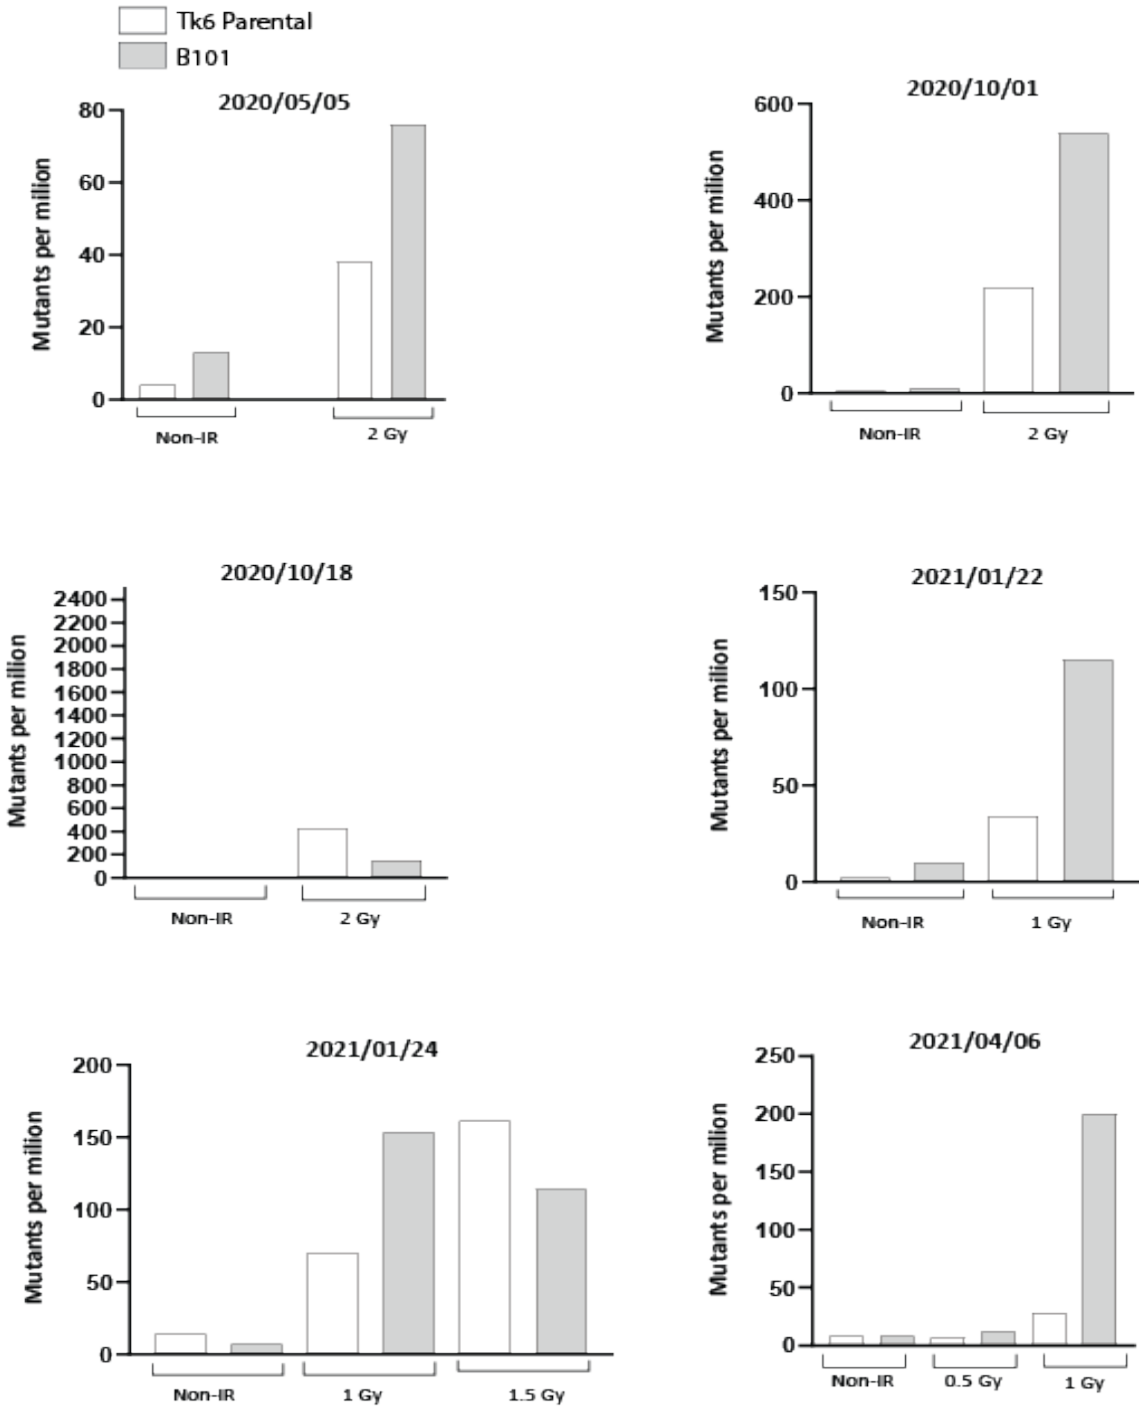 Tk6 Parental
B101
2020/05/05
Mutants per milion
80
60
40
20
0
Non-IR
2 Gy
2020/10/01
Mutants per milion
600
400
200
0
Non-IR
2 Gy
2020/10/18
Mutants per milion
2400
2200
2000
1800
1600
1400
1200
1000
800
600
400
200
0
Non-IR
2 Gy
2021/01/22
Mutants per milion
150
100
50
0
Non-IR
1 Gy
2021/01/24
Mutants per milion
200
150
100
50
0
Non-IR
1 Gy
1.5 Gy
2021/04/06
Mutants per milion
250
200
150
100
50
0
Non-IR
0.5 Gy
1 Gy